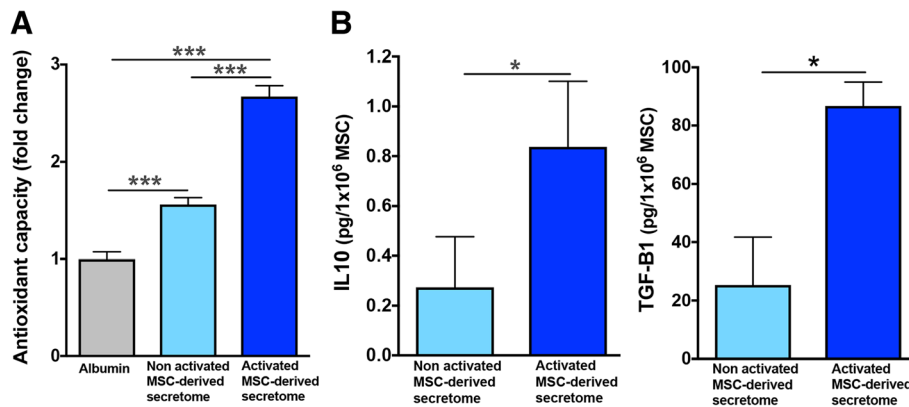 A
Antioxidant capacity (fold change)
3
2
1
0
***
***
***
Albumin
Non activated
MSC-derived
secretome
Activated
MSC-derived
secretome
B
IL10 (pg/1x10⁶ MSC)
1.2
1.0
0.8
0.6
0.4
0.2
0.0
*
Non activated
MSC-derived
secretome
Activated
MSC-derived
secretome
TGF-B1 (pg/1x10⁶ MSC)
100
80
60
40
20
0
*
Non activated
MSC-derived
secretome
Activated
MSC-derived
secretome